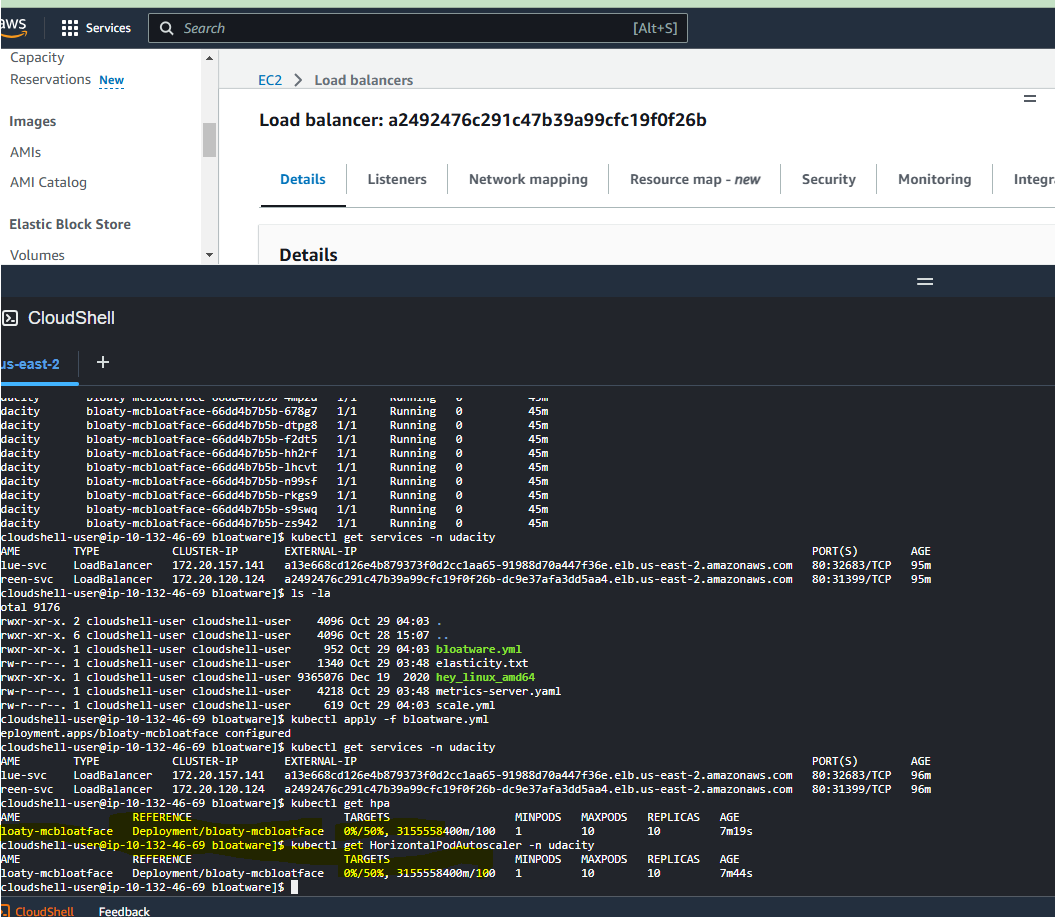 aws
Services
Search
[Alt+S]
Capacity
Reservations New
Images
AMIs
AMI Catalog
Elastic Block Store
Volumes
EC2 > Load balancers
Load balancer: a2492476c291c47b39a99cfc19f0f26b
Details
Listeners
Network mapping
Resource map - new
Security
Monitoring
Integr
Details
CloudShell
us-east-2
+
dacity bloaty-mcbloatface-66dd4b7b5b-4mpzd 1/1 Running 0 45m
dacity bloaty-mcbloatface-66dd4b7b5b-678g7 1/1 Running 0 45m
dacity bloaty-mcbloatface-66dd4b7b5b-dtpg8 1/1 Running 0 45m
dacity bloaty-mcbloatface-66dd4b7b5b-f2dt5 1/1 Running 0 45m
dacity bloaty-mcbloatface-66dd4b7b5b-hh2rf 1/1 Running 0 45m
dacity bloaty-mcbloatface-66dd4b7b5b-lhcvt 1/1 Running 0 45m
dacity bloaty-mcbloatface-66dd4b7b5b-n99sf 1/1 Running 0 45m
dacity bloaty-mcbloatface-66dd4b7b5b-rkgs9 1/1 Running 0 45m
dacity bloaty-mcbloatface-66dd4b7b5b-s9swq 1/1 Running 0 45m
dacity bloaty-mcbloatface-66dd4b7b5b-zs942 1/1 Running 0 45m
cloudshell-user@ip-10-132-46-69 bloatware]$ kubectl get services -n udacity
AME TYPE CLUSTER-IP EXTERNAL-IP PORT(S) AGE
lue-svc LoadBalancer 172.20.157.141 a13e668cd126e4b879373f0d2cc1aa65-91988d70a447f36e.elb.us-east-2.amazonaws.com 80:32683/TCP 95m
reen-svc LoadBalancer 172.20.120.124 a2492476c291c47b39a99cfc19f0f26b-dc9e37afa3dd5aa4.elb.us-east-2.amazonaws.com 80:31399/TCP 95m
cloudshell-user@ip-10-132-46-69 bloatware]$ ls -la
otal 9176
rwxr-xr-x. 2 cloudshell-user cloudshell-user 4096 Oct 29 04:03 .
rwxr-xr-x. 6 cloudshell-user cloudshell-user 4096 Oct 28 15:07 ..
rwxr-xr-x. 1 cloudshell-user cloudshell-user 952 Oct 29 04:03 bloatware.yml
rw-r--r--. 1 cloudshell-user cloudshell-user 1340 Oct 29 03:48 elasticity.txt
rwxr-xr-x. 1 cloudshell-user cloudshell-user 9365076 Dec 19 2020 hey_linux_amd64
rw-r--r--. 1 cloudshell-user cloudshell-user 4218 Oct 29 03:48 metrics-server.yaml
rw-r--r--. 1 cloudshell-user cloudshell-user 619 Oct 29 04:03 scale.yml
cloudshell-user@ip-10-132-46-69 bloatware]$ kubectl apply -f bloatware.yml
eployment.apps/bloaty-mcbloatface configured
cloudshell-user@ip-10-132-46-69 bloatware]$ kubectl get services -n udacity
AME TYPE CLUSTER-IP EXTERNAL-IP PORT(S) AGE
lue-svc LoadBalancer 172.20.157.141 a13e668cd126e4b879373f0d2cc1aa65-91988d70a447f36e.elb.us-east-2.amazonaws.com 80:32683/TCP 96m
reen-svc LoadBalancer 172.20.120.124 a2492476c291c47b39a99cfc19f0f26b-dc9e37afa3dd5aa4.elb.us-east-2.amazonaws.com 80:31399/TCP 96m
cloudshell-user@ip-10-132-46-69 bloatware]$ kubectl get hpa
AME REFERENCE TARGETS MINPODS MAXPODS REPLICAS AGE
loaty-mcbloatface Deployment/bloaty-mcbloatface 0%/50%, 3155558400m/100 1 10 10 7m19s
cloudshell-user@ip-10-132-46-69 bloatware]$ kubectl get HorizontalPodAutoscaler -n udacity
AME REFERENCE TARGETS MINPODS MAXPODS REPLICAS AGE
loaty-mcbloatface Deployment/bloaty-mcbloatface 0%/50%, 3155558400m/100 1 10 10 7m44s
cloudshell-user@ip-10-132-46-69 bloatware]$
CloudShell Feedback